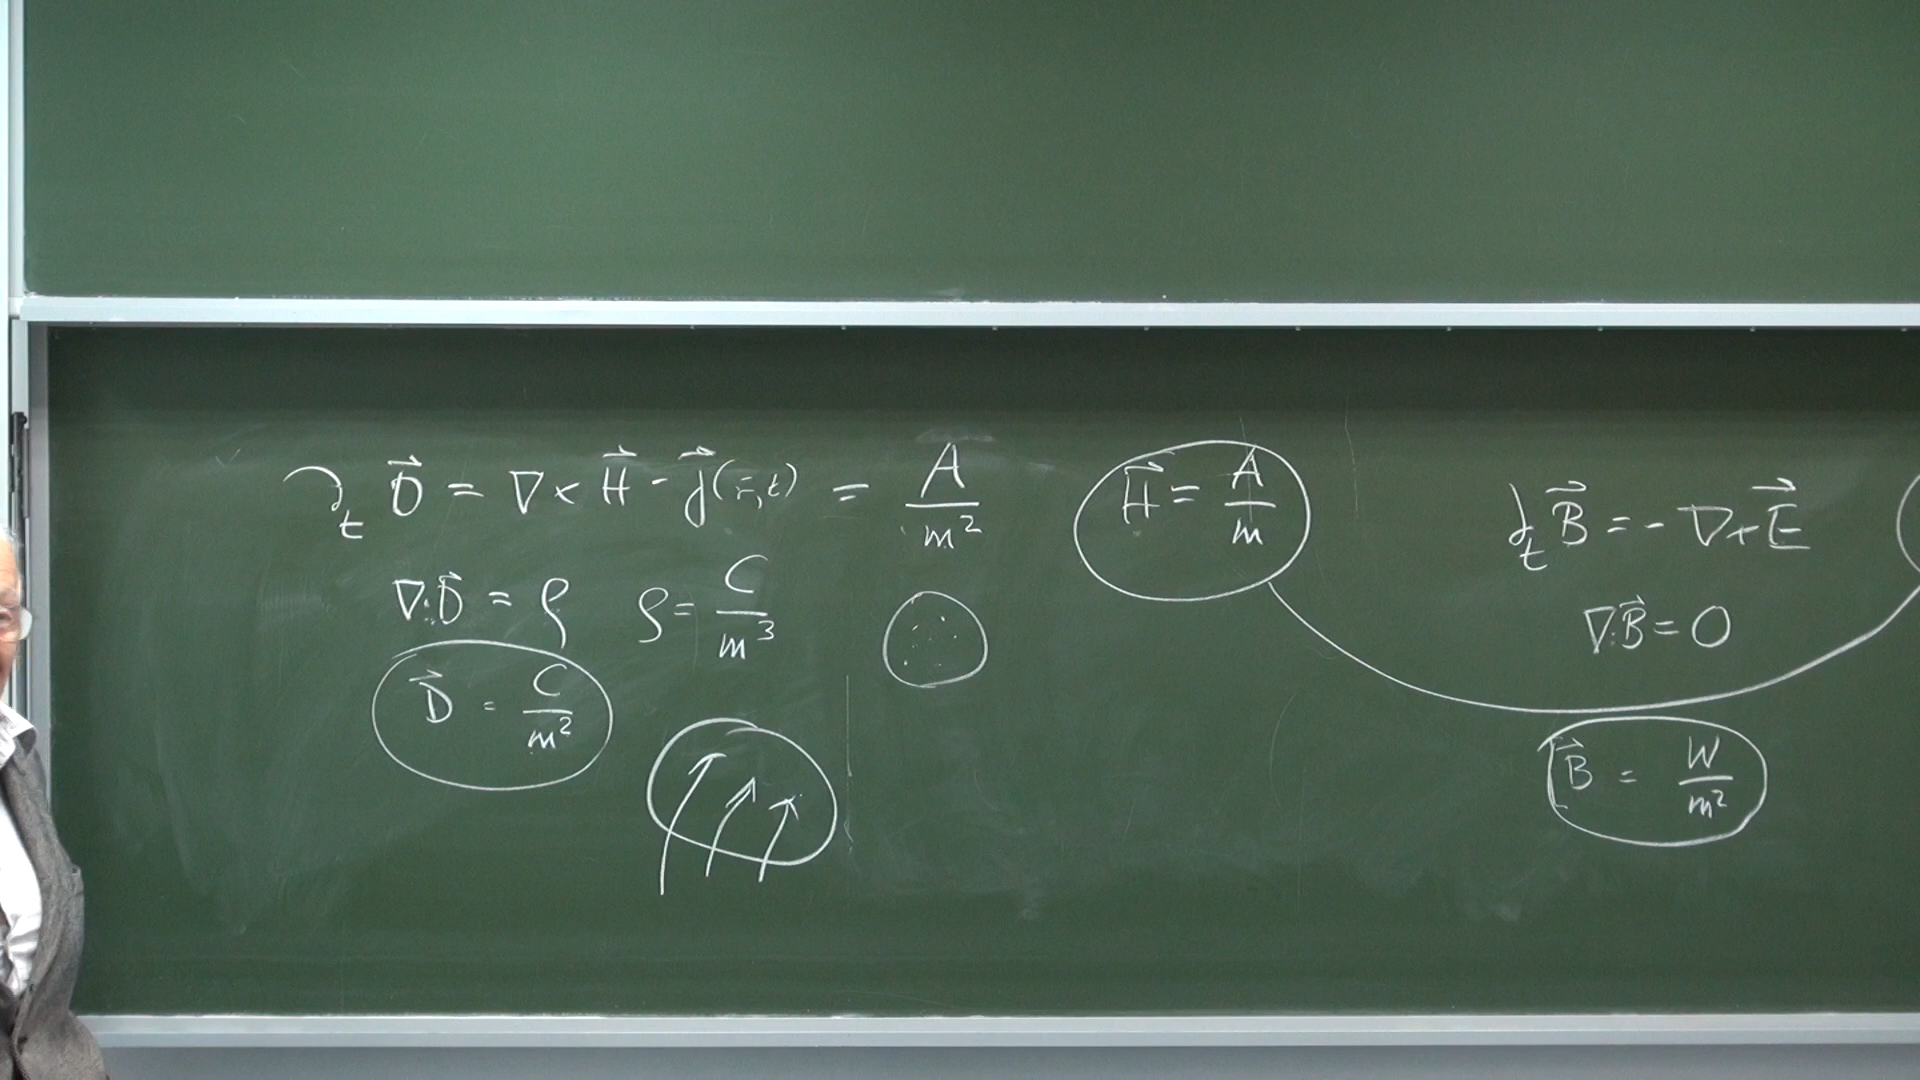 ∂ₜ D⃗ = ∇ × H⃗ - j⃗(r⃗,t) = A/m²
∇·D⃗ = ρ ρ = C/m³
D⃗ = C/m²
H⃗ = A/m
∂ₜ B⃗ = - ∇ × E⃗
∇·B⃗ = 0
B⃗ = W/m²